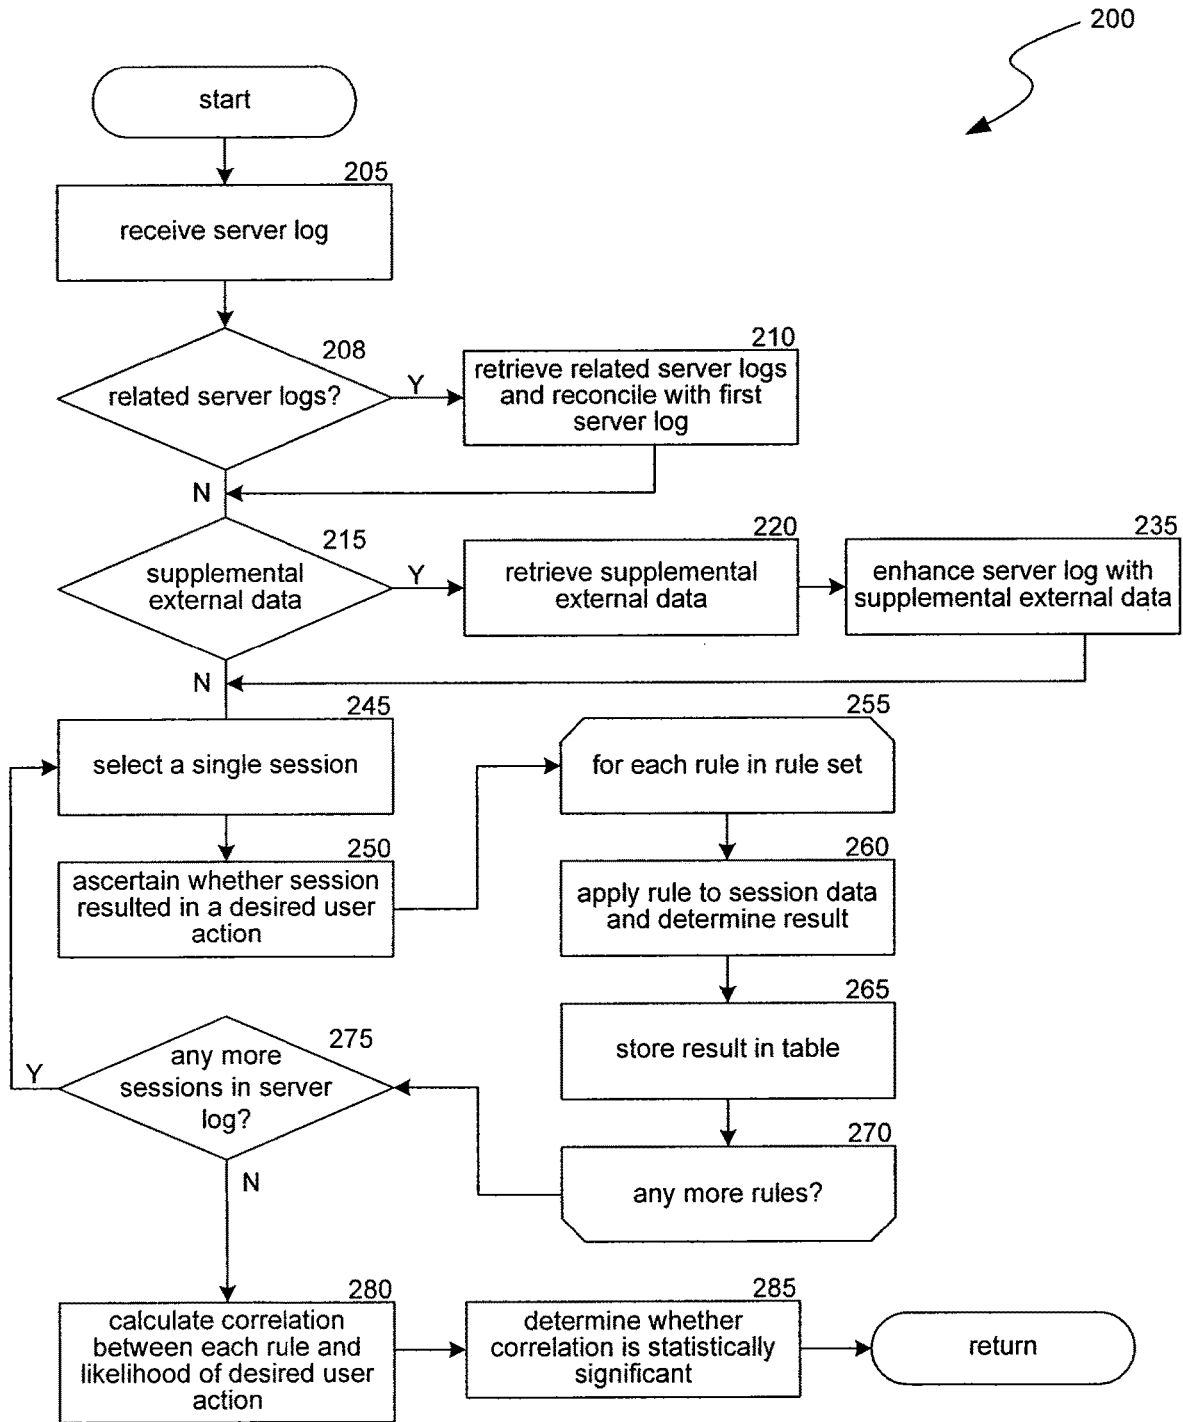 200
start
205
receive server log
208
related server logs?
Y
210
retrieve related server logs
and reconcile with first
server log
N
215
supplemental
external data
Y
220
retrieve supplemental
external data
235
enhance server log with
supplemental external data
N
245
select a single session
250
ascertain whether session
resulted in a desired user
action
255
for each rule in rule set
260
apply rule to session data
and determine result
265
store result in table
270
any more rules?
275
any more
sessions in server
log?
Y
N
280
calculate correlation
between each rule and
likelihood of desired user
action
285
determine whether
correlation is statistically
significant
return